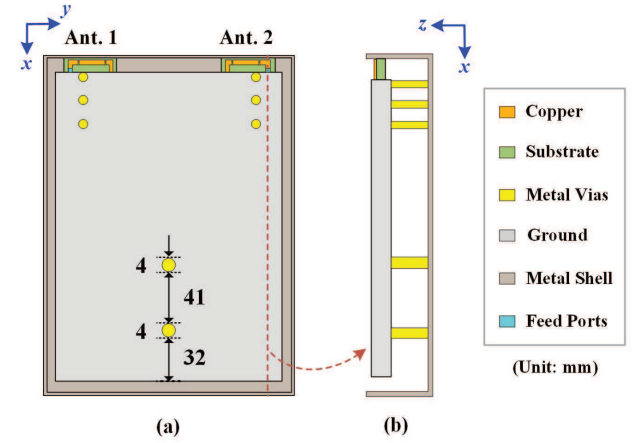 y
x
Ant. 1
Ant. 2
4
41
4
32
(a)
z
x
(b)
Copper
Substrate
Metal Vias
Ground
Metal Shell
Feed Ports
(Unit: mm)